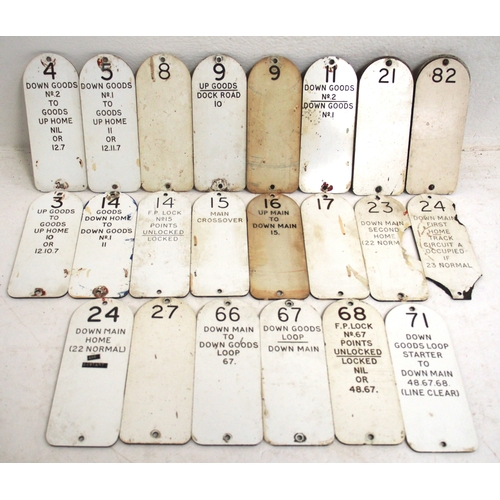 4
DOWN GOODS
Nº.2
TO
GOODS
UP HOME
NIL
OR
12.7
5
DOWN GOODS
Nº.1
TO
GOODS
UP HOME
11
OR
12.11.7
8
9
UP GOODS
DOCK ROAD
10
9
11
DOWN GOODS
Nº.2
DOWN GOODS
Nº.1
21
82
3
UP GOODS
TO
GOODS
UP HOME
10
OR
12.10.7
14
GOODS
DOWN HOME
TO
DOWN GOODS
Nº.1
11
14
F.P. LOCK
Nº15
POINTS
UNLOCKED
LOCKED
15
MAIN
CROSSOVER
16
UP MAIN
TO
DOWN MAIN
15.
17
23
DOWN MAIN
SECOND
HOME
(22 NORM
24
DOWN MAIN
FIRST
HOME
TRACK
CIRCUIT A
OCCUPIED
IF
23 NORMAL
24
DOWN MAIN
HOME
(22 NORMAL)
27
66
DOWN MAIN
TO
DOWN GOODS
LOOP
67.
67
DOWN GOODS
LOOP
DOWN MAIN
68
F.P. LOCK
Nº.67
POINTS
UNLOCKED
LOCKED
NIL
OR
48.67.
71
DOWN
GOODS LOOP
STARTER
TO
DOWN MAIN
48.67.68.
(LINE CLEAR)